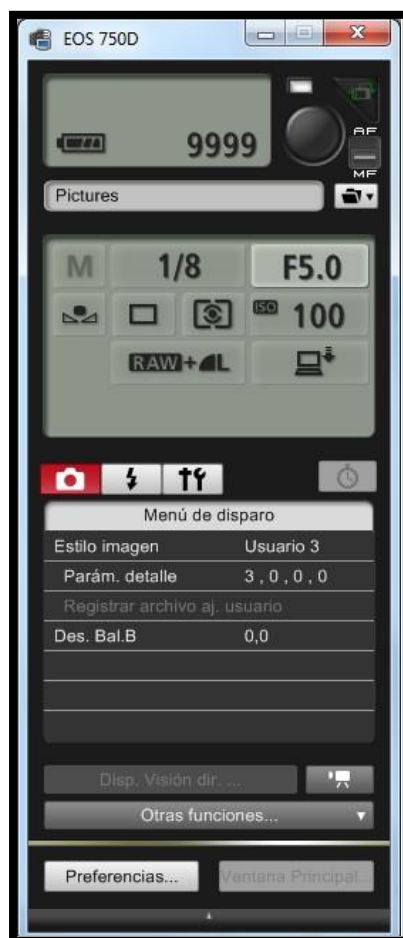 EOS 750D
9999
AF
MF
Pictures
M 1/8 F5.0
ISO 100
RAW+L
Menú de disparo
Estilo imagen Usuario 3
Parám. detalle 3 , 0 , 0 , 0
Registrar archivo aj. usuario
Des. Bal.B 0,0
Disp. Visión dir. ...
Otras funciones...
Preferencias... Ventana Principal...